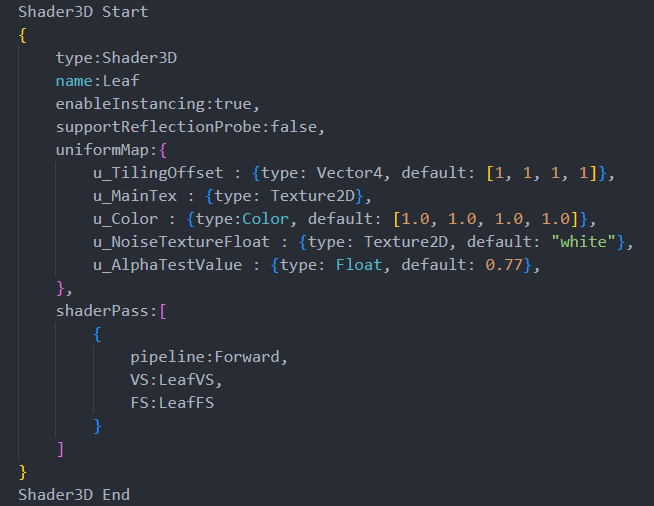 Shader3D Start
{
    type:Shader3D
    name:Leaf
    enableInstancing:true,
    supportReflectionProbe:false,
    uniformMap:{
        u_TilingOffset : {type: Vector4, default: [1, 1, 1, 1]},
        u_MainTex : {type: Texture2D},
        u_Color : {type:Color, default: [1.0, 1.0, 1.0, 1.0]},
        u_NoiseTextureFloat : {type: Texture2D, default: "white"},
        u_AlphaTestValue : {type: Float, default: 0.77},
    },
    shaderPass:[
        {
            pipeline:Forward,
            VS:LeafVS,
            FS:LeafFS
        }
    ]
}
Shader3D End